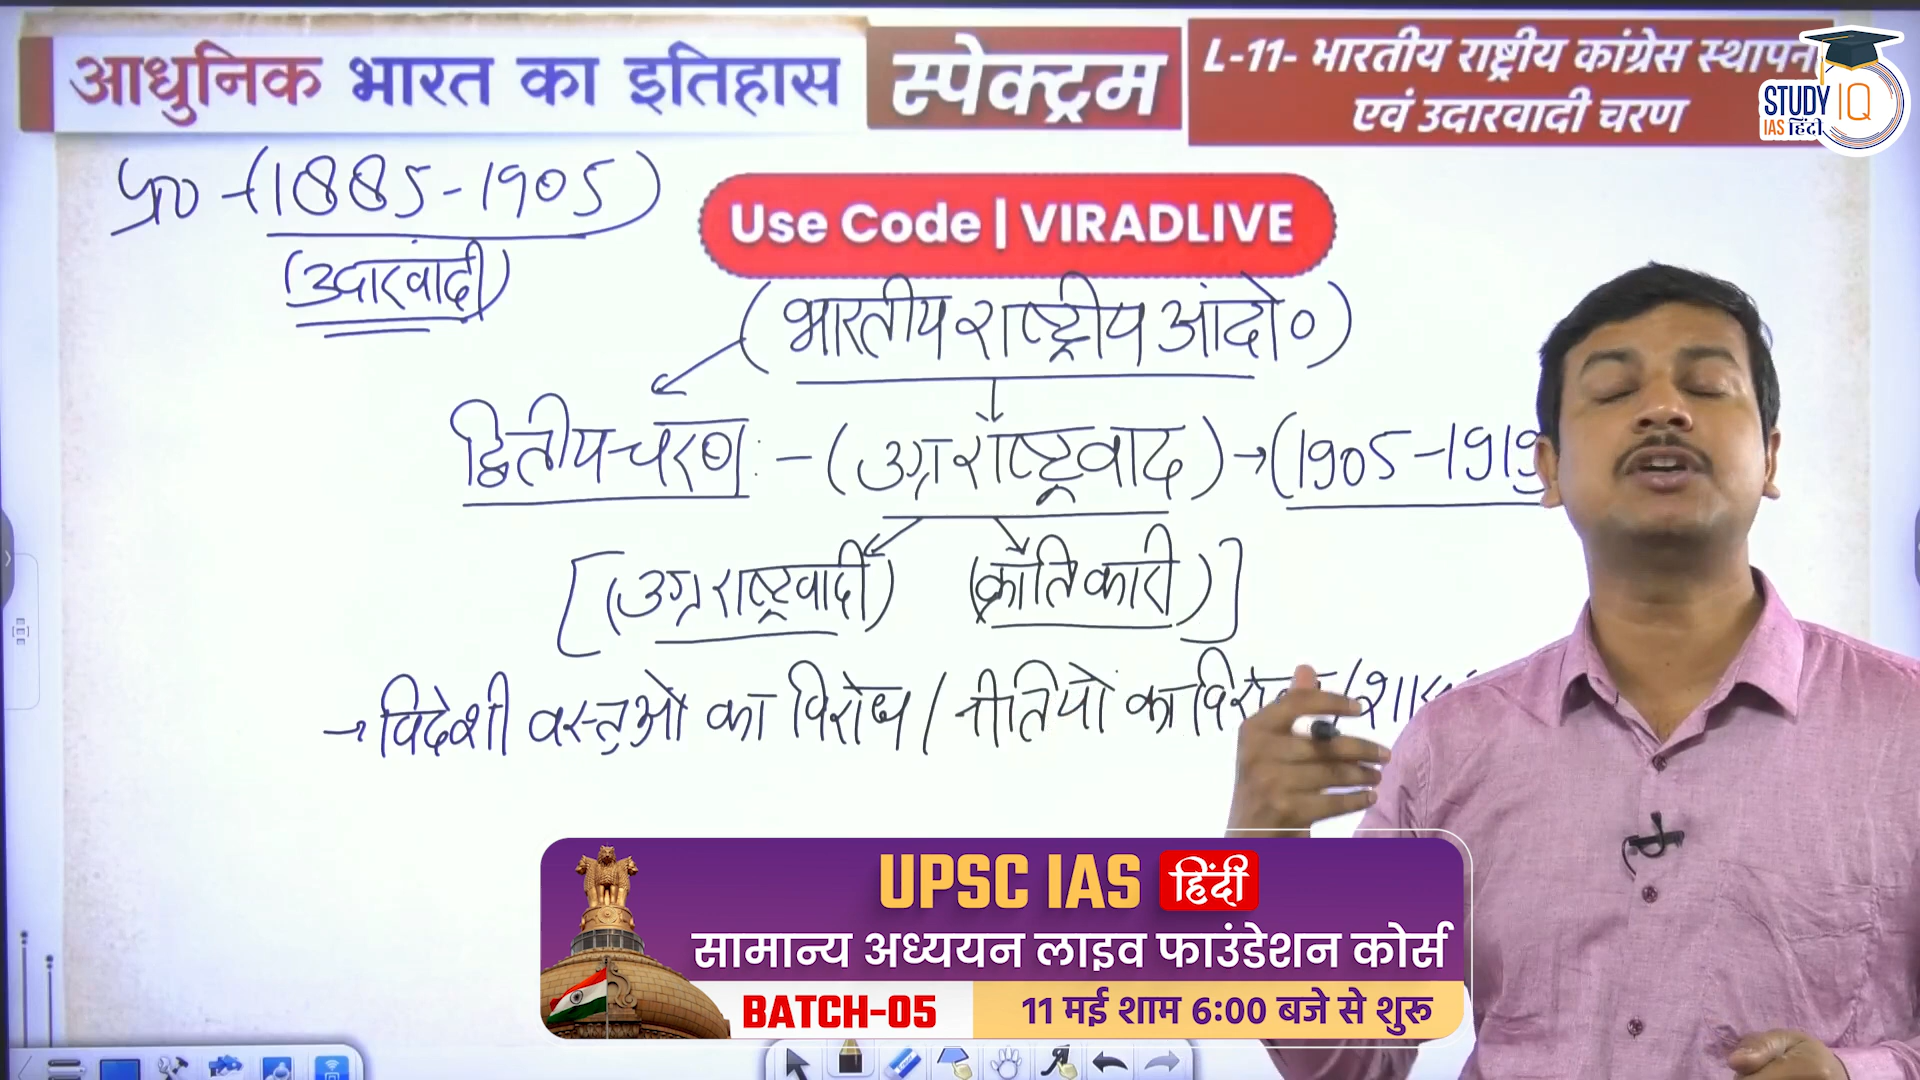 आधुनिक भारत का इतिहास
स्पेक्ट्रम
L-11- भारतीय राष्ट्रीय कांग्रेस स्थापना
एवं उदारवादी चरण
STUDY IQ
IAS हिंदी
प्र० - (1885-1905)
(उदारवादी)
Use Code | VIRADLIVE
(भारतीय राष्ट्रीय आंदो०)
द्वितीय चरण :- (उग्र राष्ट्रवाद) → (1905-1919
[(उग्र राष्ट्रवादी) (क्रांतिकारी)]
→ विदेशी वस्तुओं का विरोध / नीतियों का विरोध /
UPSC IAS हिंदी
सामान्य अध्ययन लाइव फाउंडेशन कोर्स
BATCH-05 11 मई शाम 6:00 बजे से शुरू